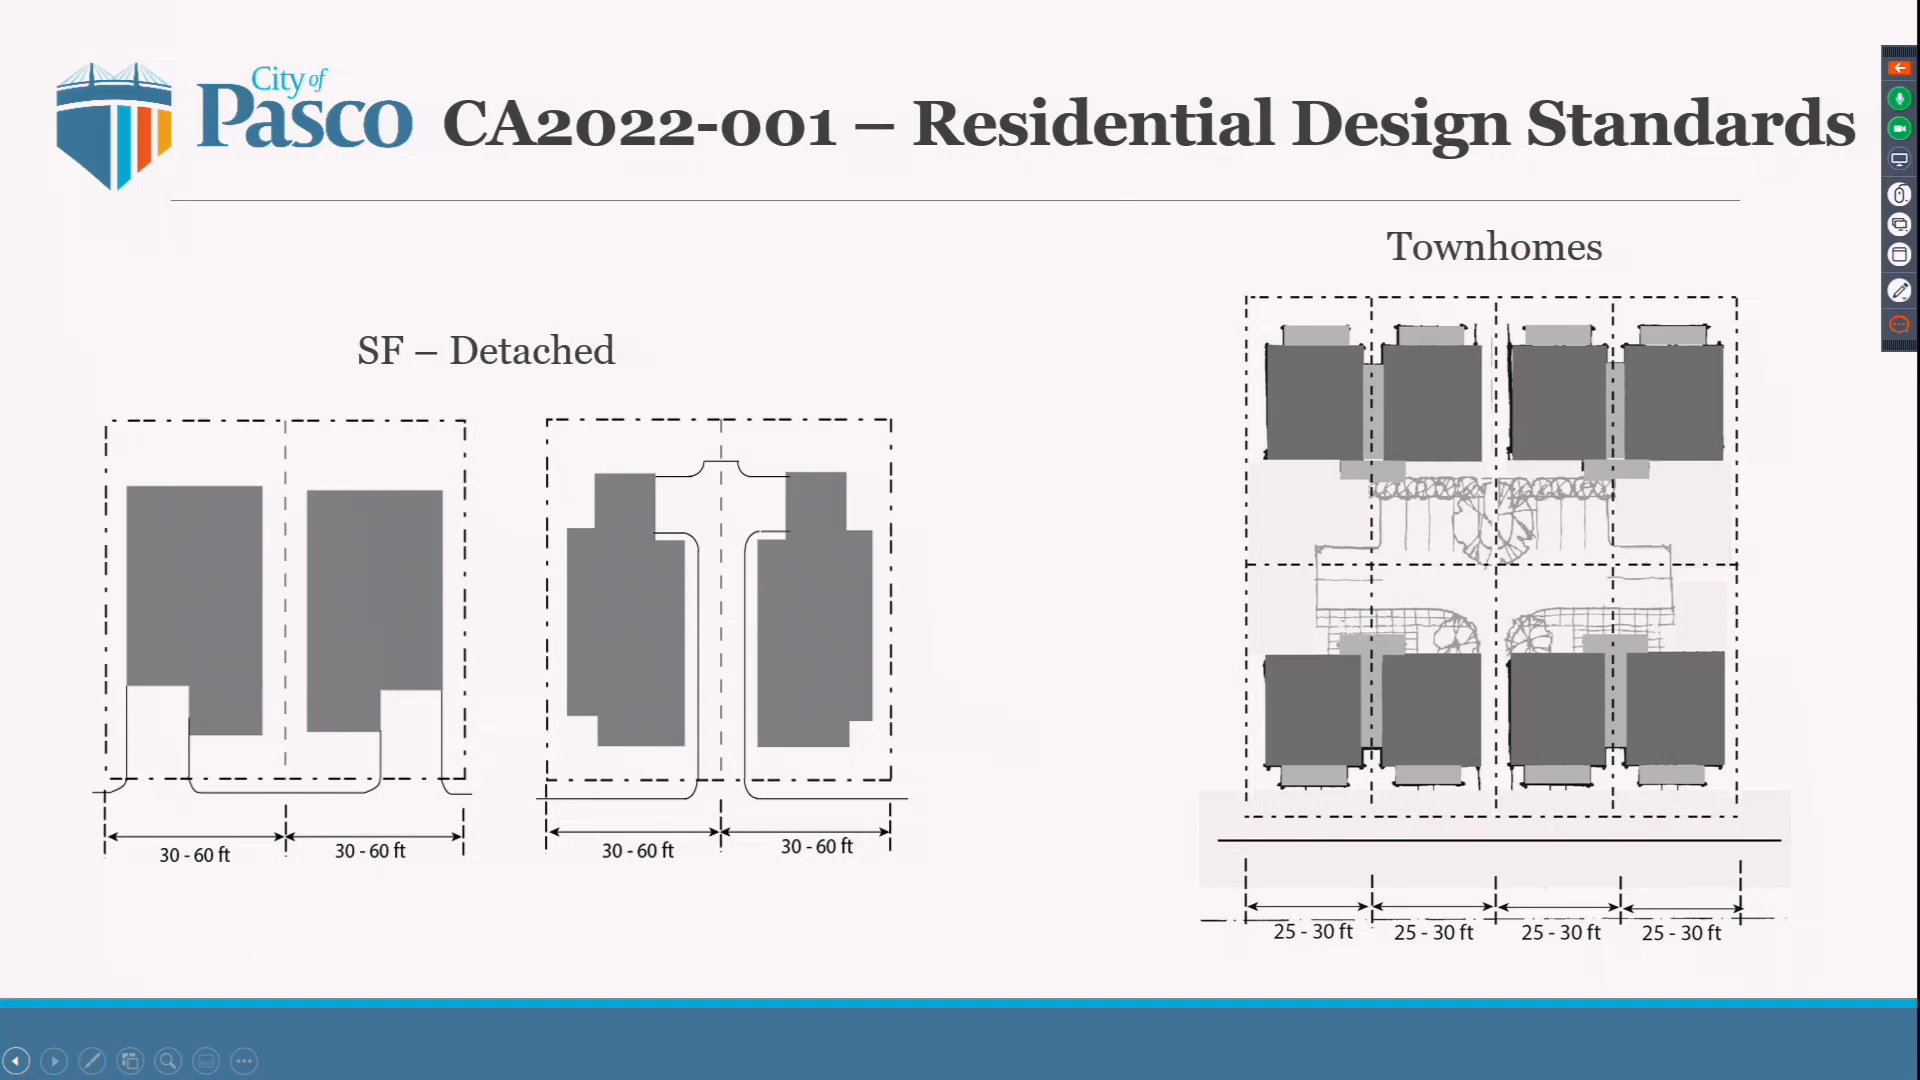 City of
Pasco
CA2022-001 – Residential Design Standards
Townhomes
SF – Detached
30 - 60 ft
30 - 60 ft
30 - 60 ft
30 - 60 ft
25 - 30 ft
25 - 30 ft
25 - 30 ft
25 - 30 ft